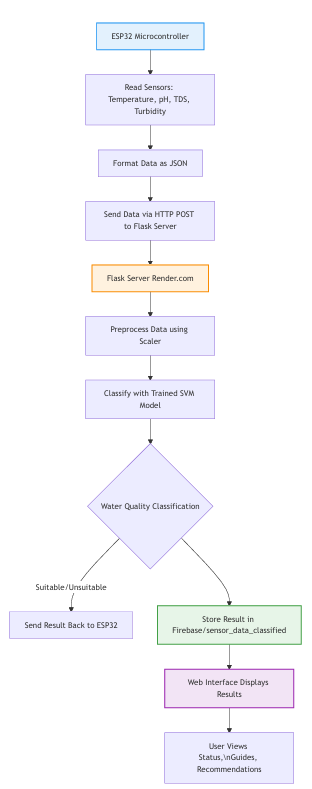 ESP32 Microcontroller
Read Sensors:
Temperature, pH, TDS,
Turbidity
Format Data as JSON
Send Data via HTTP POST
to Flask Server
Flask Server Render.com
Preprocess Data using
Scaler
Classify with Trained SVM
Model
Water Quality Classification
Suitable/Unsuitable
Send Result Back to ESP32
Store Result in
Firebase/sensor_data_classified
Web Interface Displays
Results
User Views
Status,\nGuides,
Recommendations